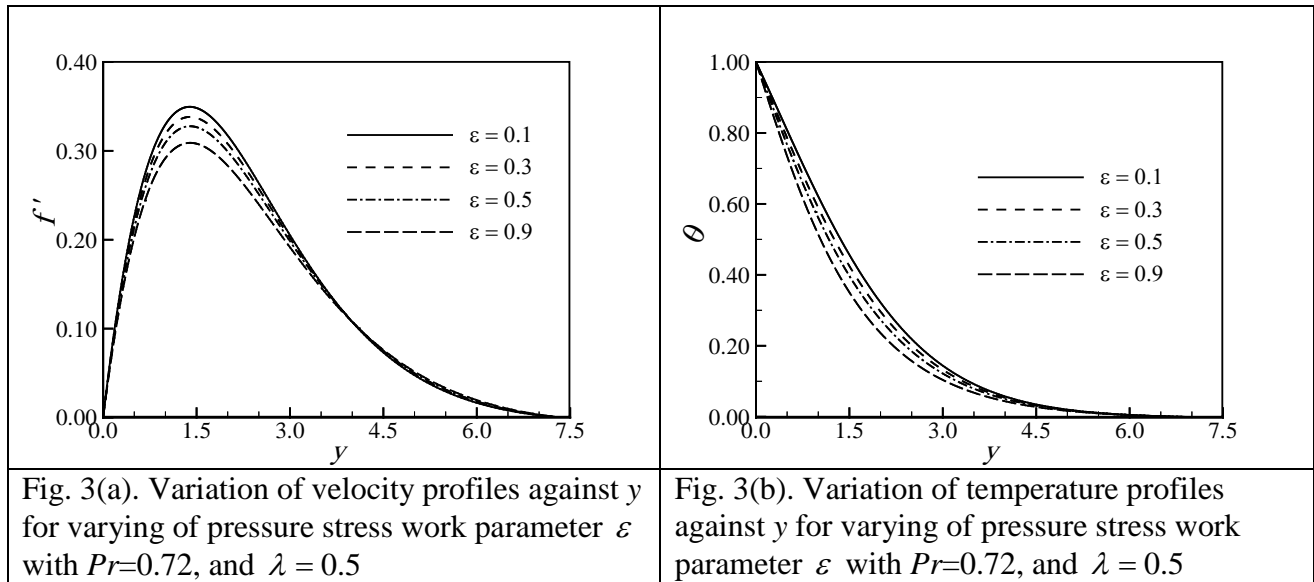 0.40
0.30
0.20
0.10
0.00
f '
0.0 1.5 3.0 4.5 6.0 7.5
y
ε = 0.1
ε = 0.3
ε = 0.5
ε = 0.9
1.00
0.80
0.60
0.40
0.20
0.00
θ
0.0 1.5 3.0 4.5 6.0 7.5
y
ε = 0.1
ε = 0.3
ε = 0.5
ε = 0.9
Fig. 3(a). Variation of velocity profiles against y
for varying of pressure stress work parameter ε
with Pr=0.72, and λ = 0.5
Fig. 3(b). Variation of temperature profiles
against y for varying of pressure stress work
parameter ε with Pr=0.72, and λ = 0.5